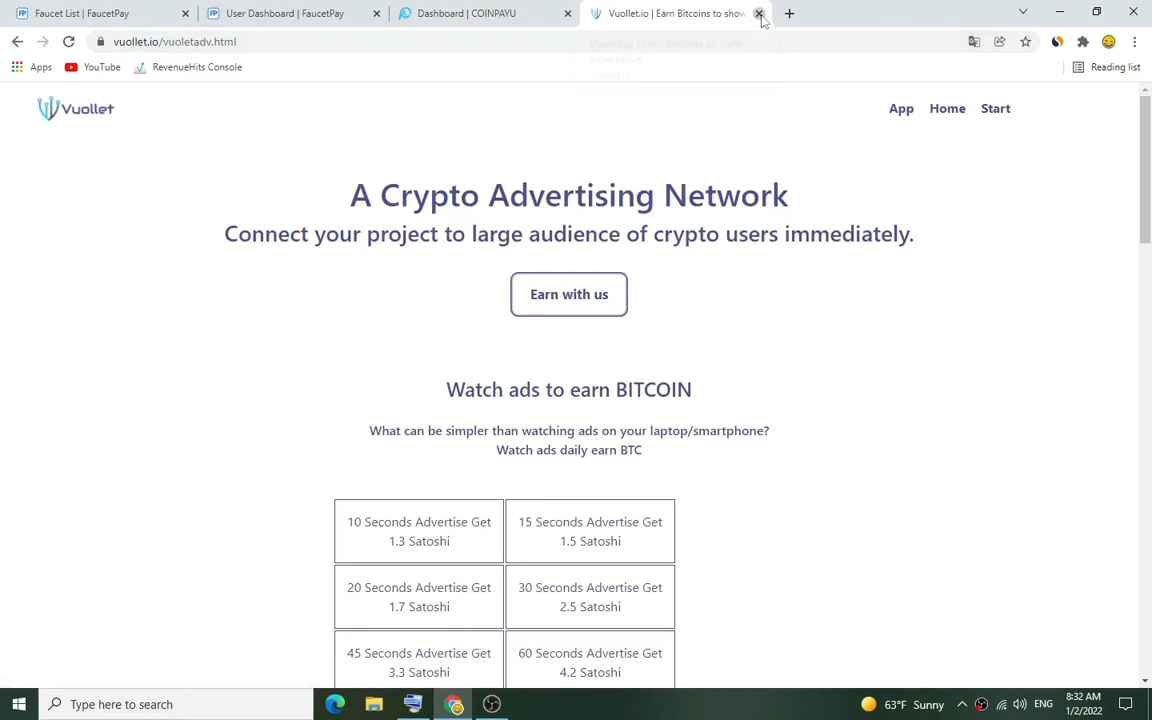 Faucet List | FaucetPay
User Dashboard | FaucetPay
Dashboard | COINPAYU
Vuollet.io | Earn Bitcoins to show
vuollet.io/vuoletadv.html
Apps
YouTube
RevenueHits Console
Reading list
Vuollet
App
Home
Start
A Crypto Advertising Network
Connect your project to large audience of crypto users immediately.
Earn with us
Watch ads to earn BITCOIN
What can be simpler than watching ads on your laptop/smartphone?
Watch ads daily earn BTC
10 Seconds Advertise Get
1.3 Satoshi
15 Seconds Advertise Get
1.5 Satoshi
20 Seconds Advertise Get
1.7 Satoshi
30 Seconds Advertise Get
2.5 Satoshi
45 Seconds Advertise Get
3.3 Satoshi
60 Seconds Advertise Get
4.2 Satoshi
Type here to search
63°F Sunny
ENG
8:32 AM
1/2/2022